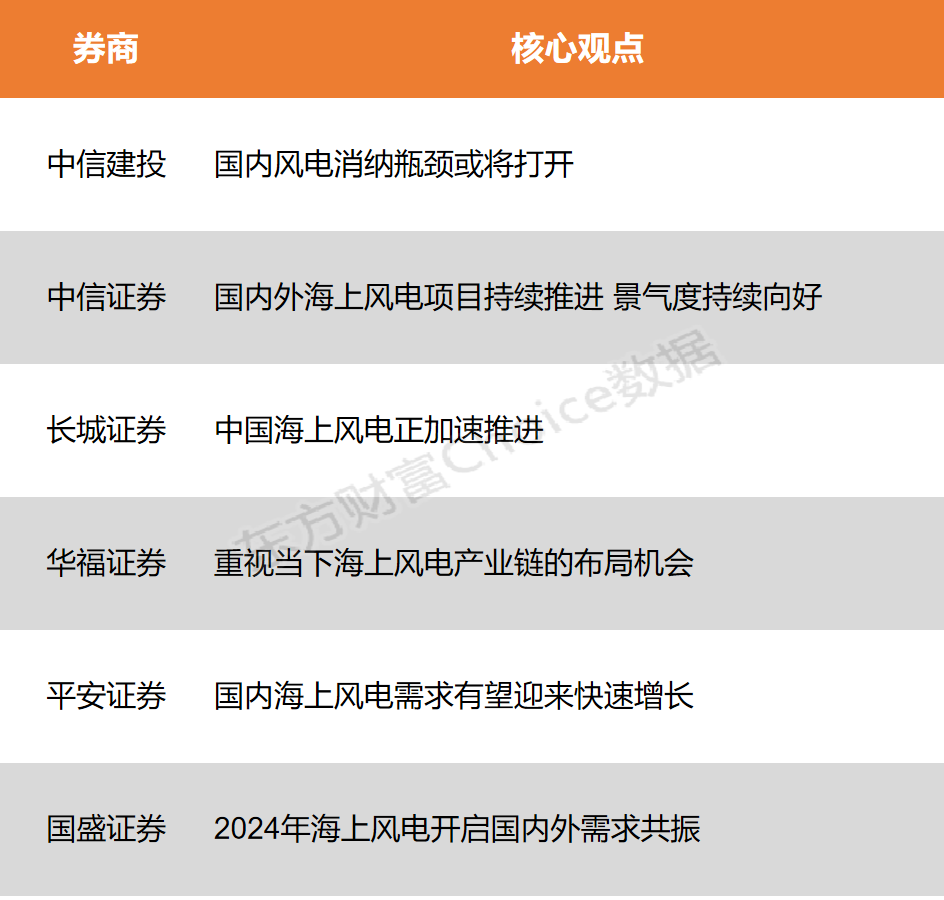 券商 核心观点
中信建投 国内风电消纳瓶颈或将打开
中信证券 国内外海上风电项目持续推进 景气度持续向好
长城证券 中国海上风电正加速推进
华福证券 重视当下海上风电产业链的布局机会
平安证券 国内海上风电需求有望迎来快速增长
国盛证券 2024年海上风电开启国内外需求共振
东方财富Choice数据